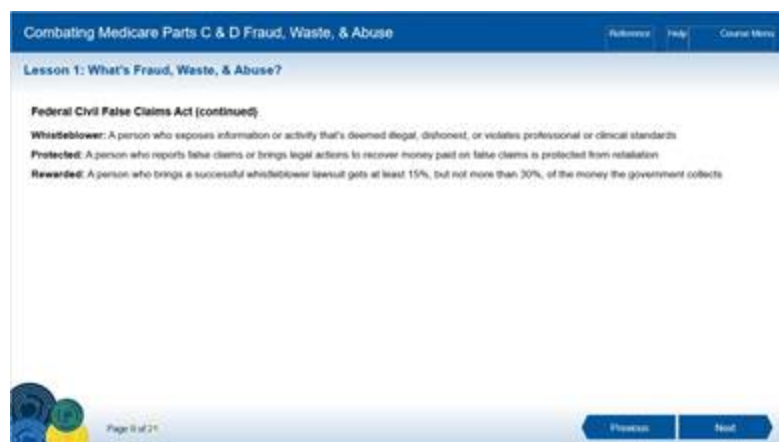 Combating Medicare Parts C & D Fraud, Waste, & Abuse
Reference Help Course Menu
Lesson 1: What's Fraud, Waste, & Abuse?
Federal Civil False Claims Act (continued)
Whistleblower: A person who exposes information or activity that's deemed illegal, dishonest, or violates professional or clinical standards
Protected: A person who reports false claims or brings legal actions to recover money paid on false claims is protected from retaliation
Rewarded: A person who brings a successful whistleblower lawsuit gets at least 15%, but not more than 30%, of the money the government collects
Page of
Previous Next